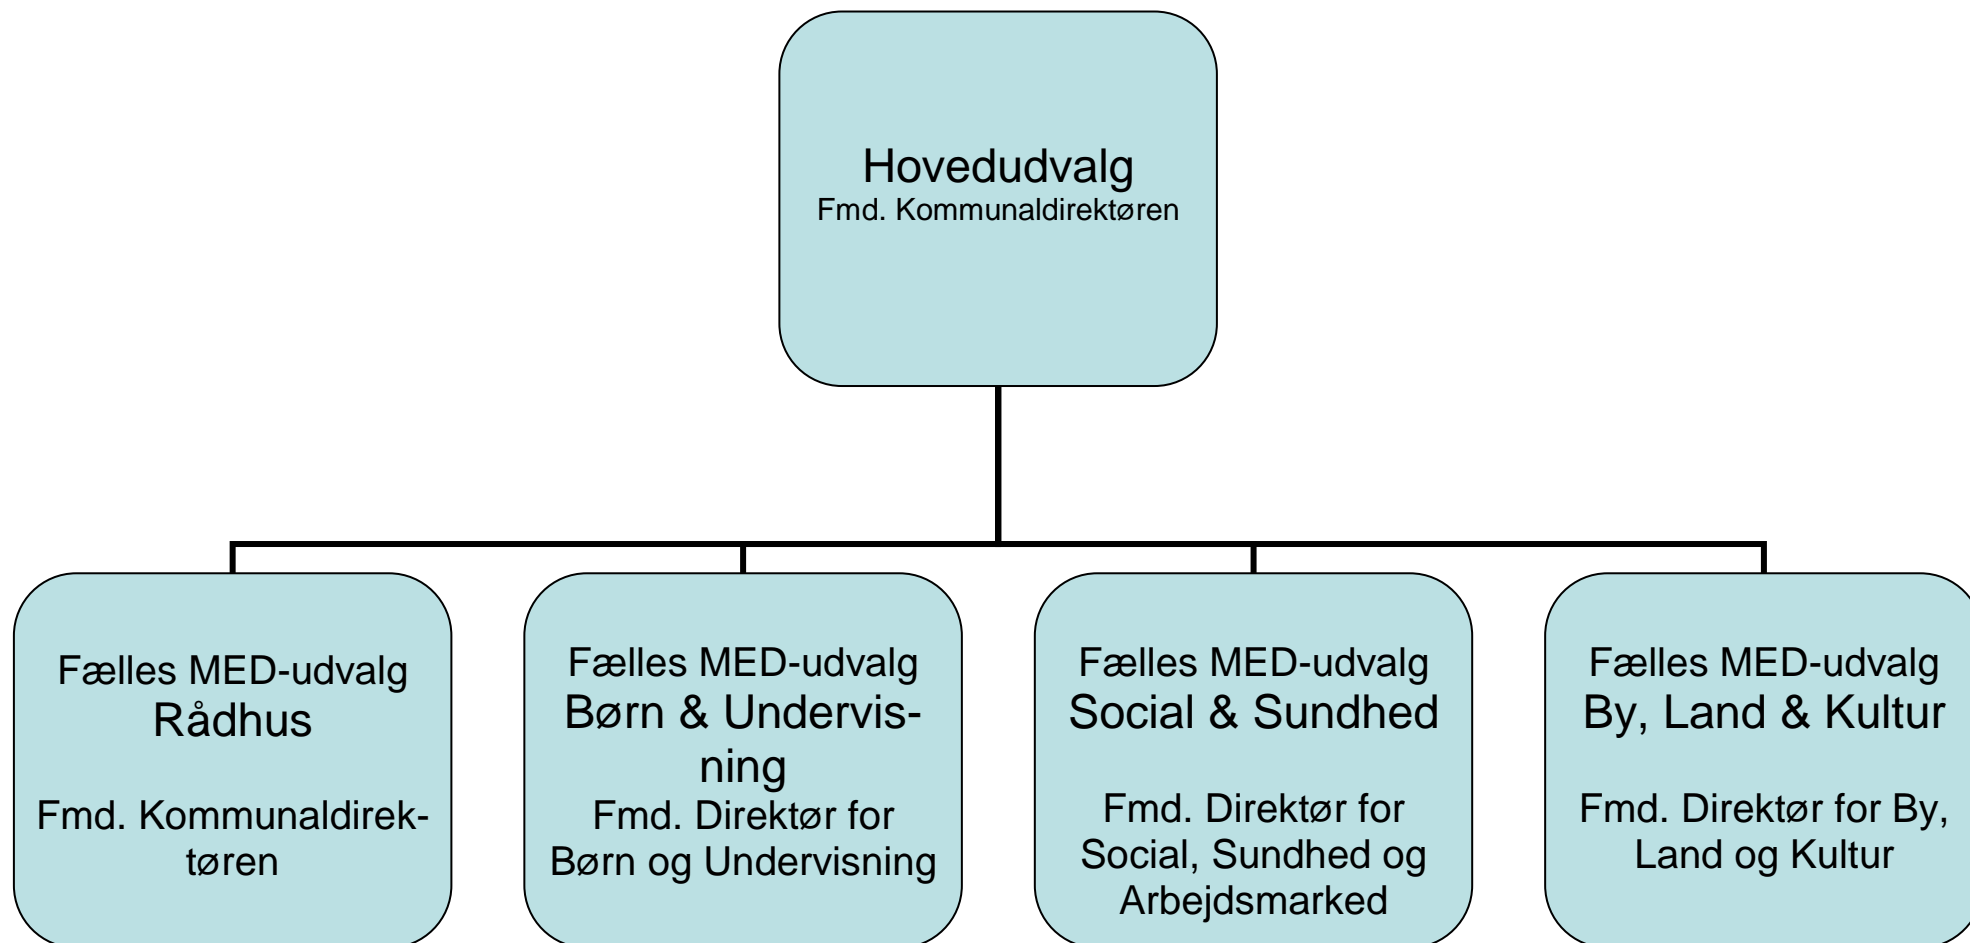 Hovedudvalg
Fmd. Kommunaldirektøren
Fælles MED-udvalg
Rådhus
Fmd. Kommunaldirek-
tøren
Fælles MED-udvalg
Børn & Undervis-
ning
Fmd. Direktør for
Børn og Undervisning
Fælles MED-udvalg
Social & Sundhed
Fmd. Direktør for
Social, Sundhed og
Arbejdsmarked
Fælles MED-udvalg
By, Land & Kultur
Fmd. Direktør for By,
Land og Kultur